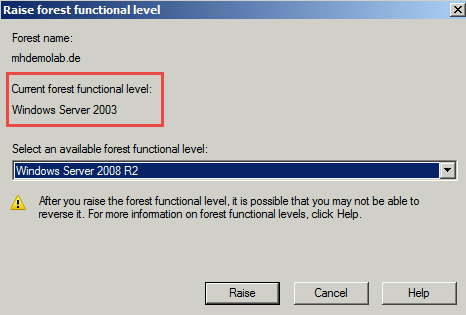 Raise forest functional level
Forest name:
mhdemolab.de
Current forest functional level:
Windows Server 2003
Select an available forest functional level:
Windows Server 2008 R2
After you raise the forest functional level, it is possible that you may not be able to
reverse it. For more information on forest functional levels, click Help.
Raise Cancel Help